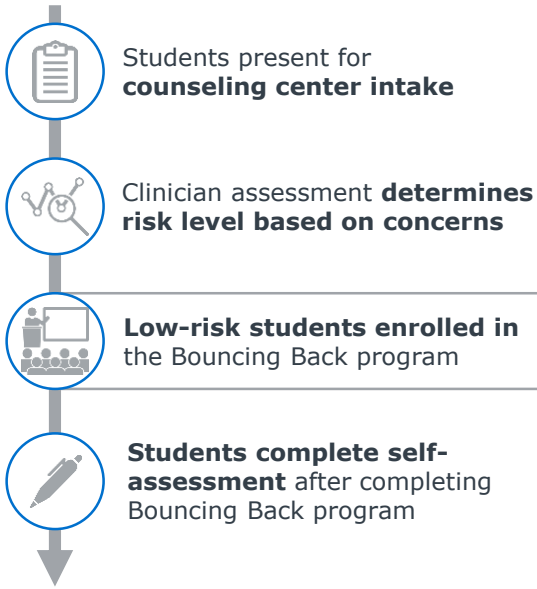 Students present for
counseling center intake
Clinician assessment determines
risk level based on concerns
Low-risk students enrolled in
the Bouncing Back program
Students complete self-
assessment after completing
Bouncing Back program